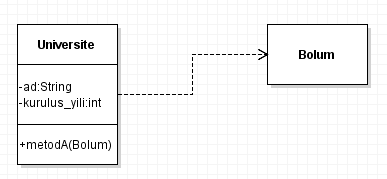 Universite
Bolum
-ad:String
-kurulus_yili:int
+metodA(Bolum)